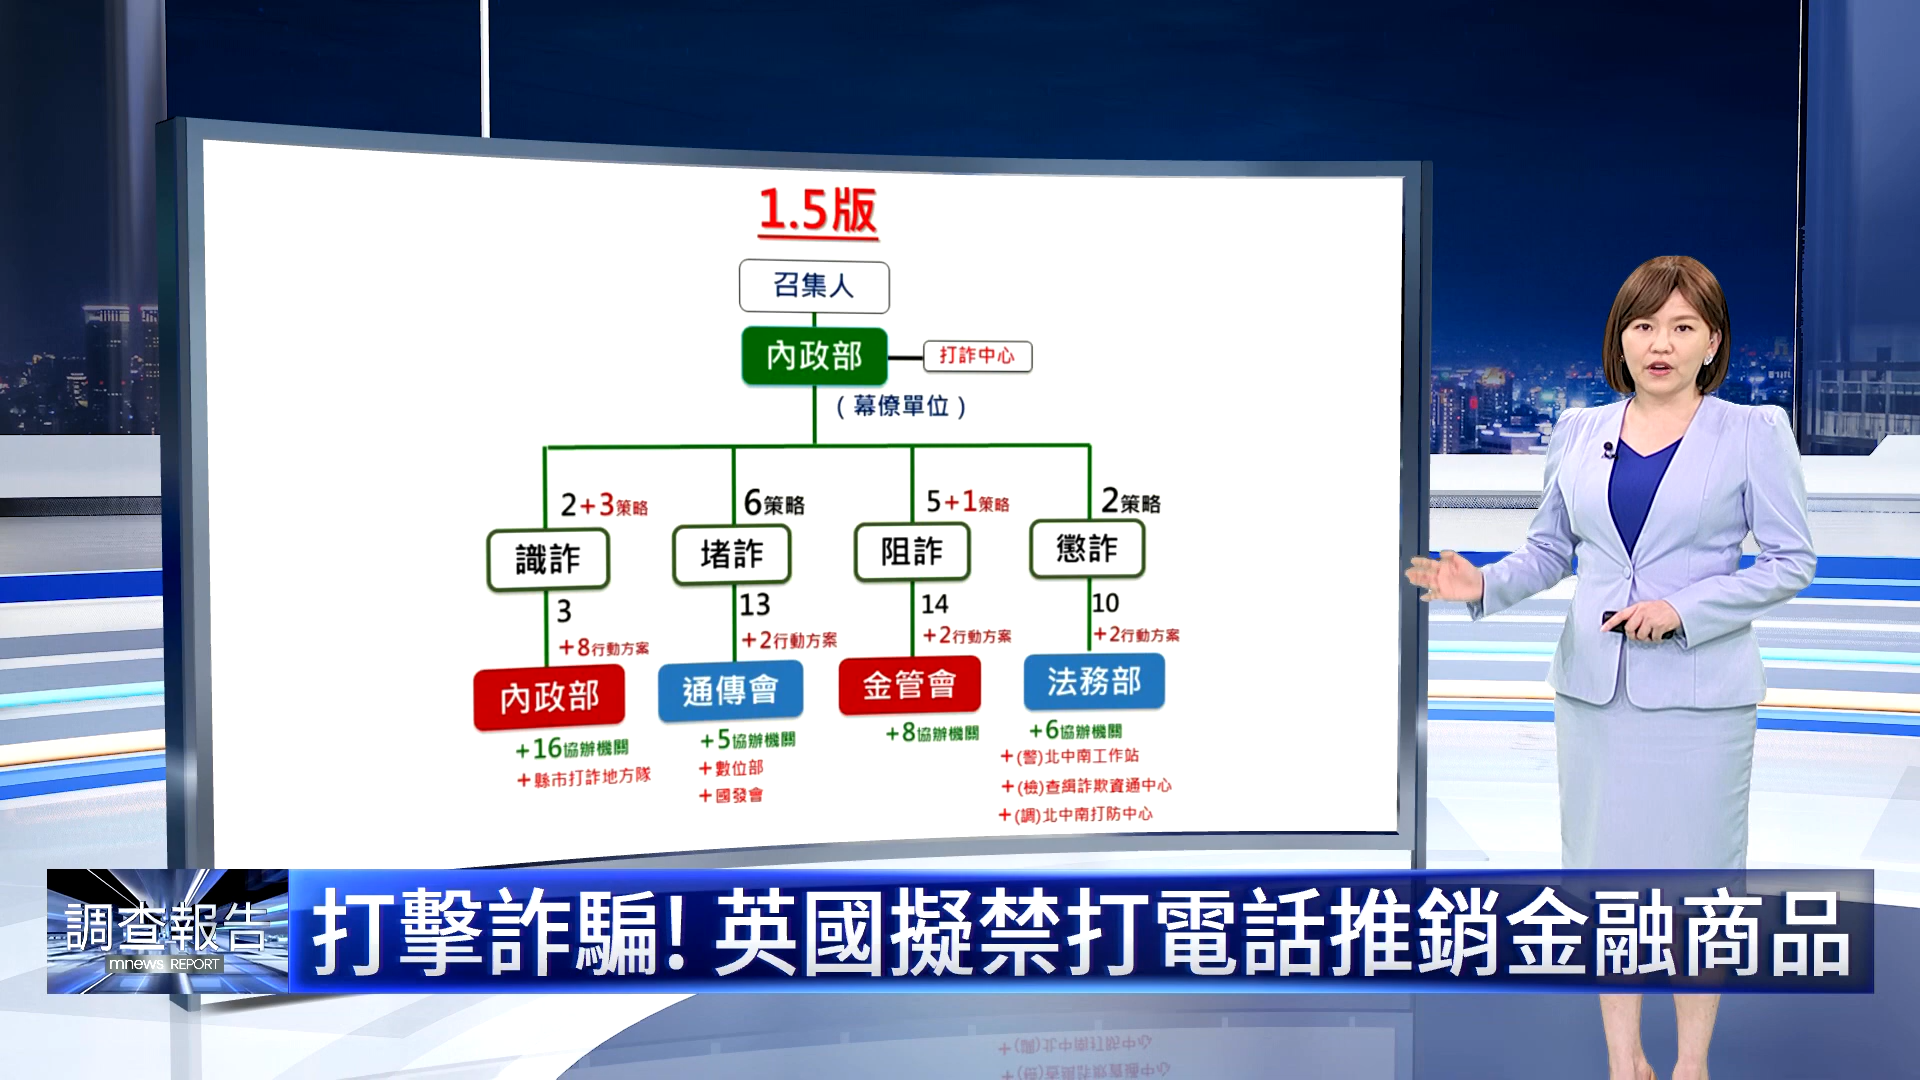 1.5版
召集人
內政部
打詐中心
(幕僚單位)
2+3策略
6策略
5+1策略
2策略
識詐
堵詐
阻詐
懲詐
3
+8行動方案
13
+2行動方案
14
+2行動方案
10
+2行動方案
內政部
通傳會
金管會
法務部
+16協辦機關
+縣市打詐地方隊
+5協辦機關
+數位部
+國發會
+8協辦機關
+6協辦機關
+(警)北中南工作站
+(檢)查緝詐欺資通中心
+(調)北中南打防中心
調查報告
mnews REPORT
打擊詐騙!英國擬禁打電話推銷金融商品